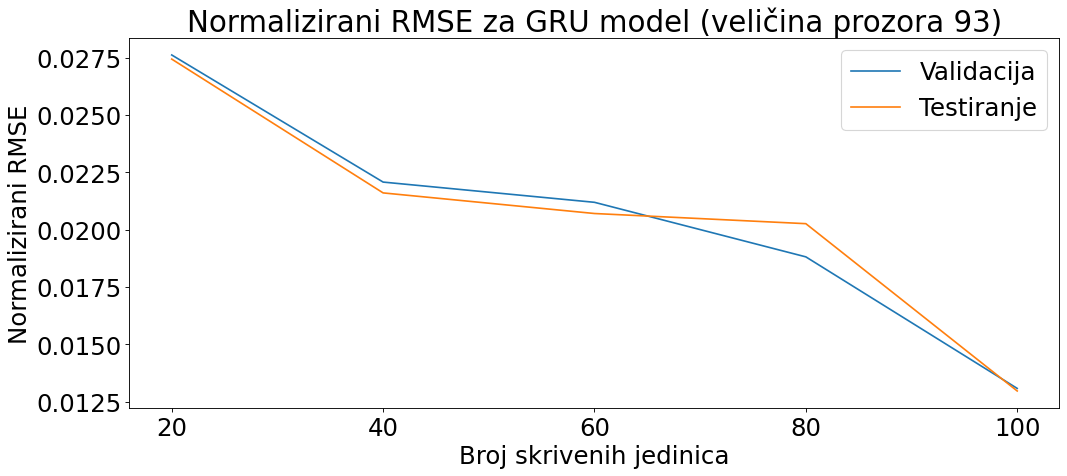 Normalizirani RMSE za GRU model (veličina prozora 93)
Validacija
Testiranje
Normalizirani RMSE
0.0275
0.0250
0.0225
0.0200
0.0175
0.0150
0.0125
20 40 60 80 100
Broj skrivenih jedinica